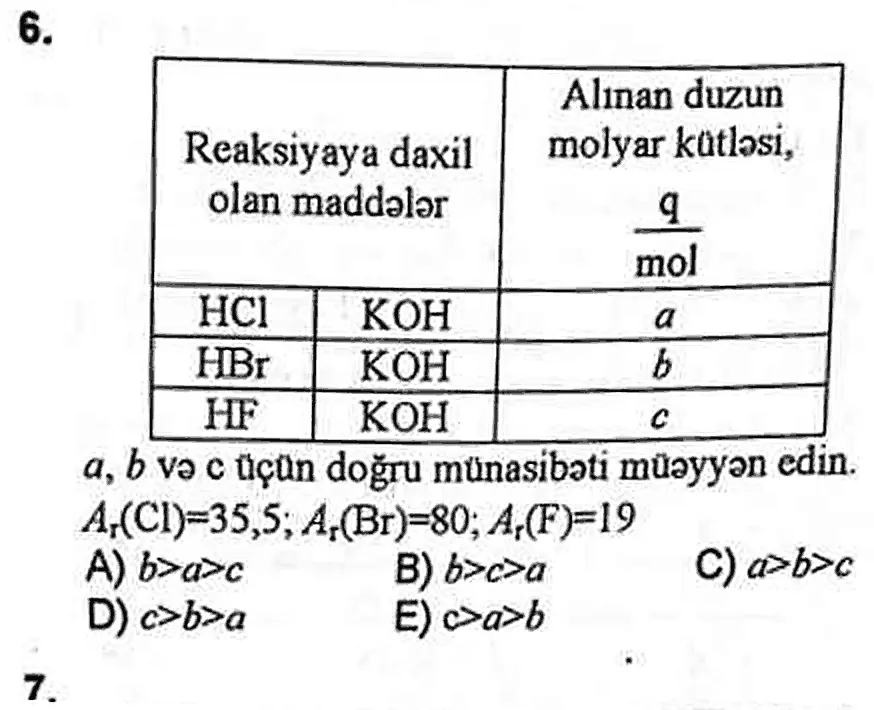 6.
Reaksiyaya daxil
olan maddələr
Alınan duzun
molyar kütləsi,
q
mol
HCl KOH a
HBr KOH b
HF KOH c
a, b və c üçün doğru münasibəti müəyyən edin.
Aᵣ(Cl)=35,5; Aᵣ(Br)=80; Aᵣ(F)=19
A) b>a>c B) b>c>a C) a>b>c
D) c>b>a E) c>a>b
7.